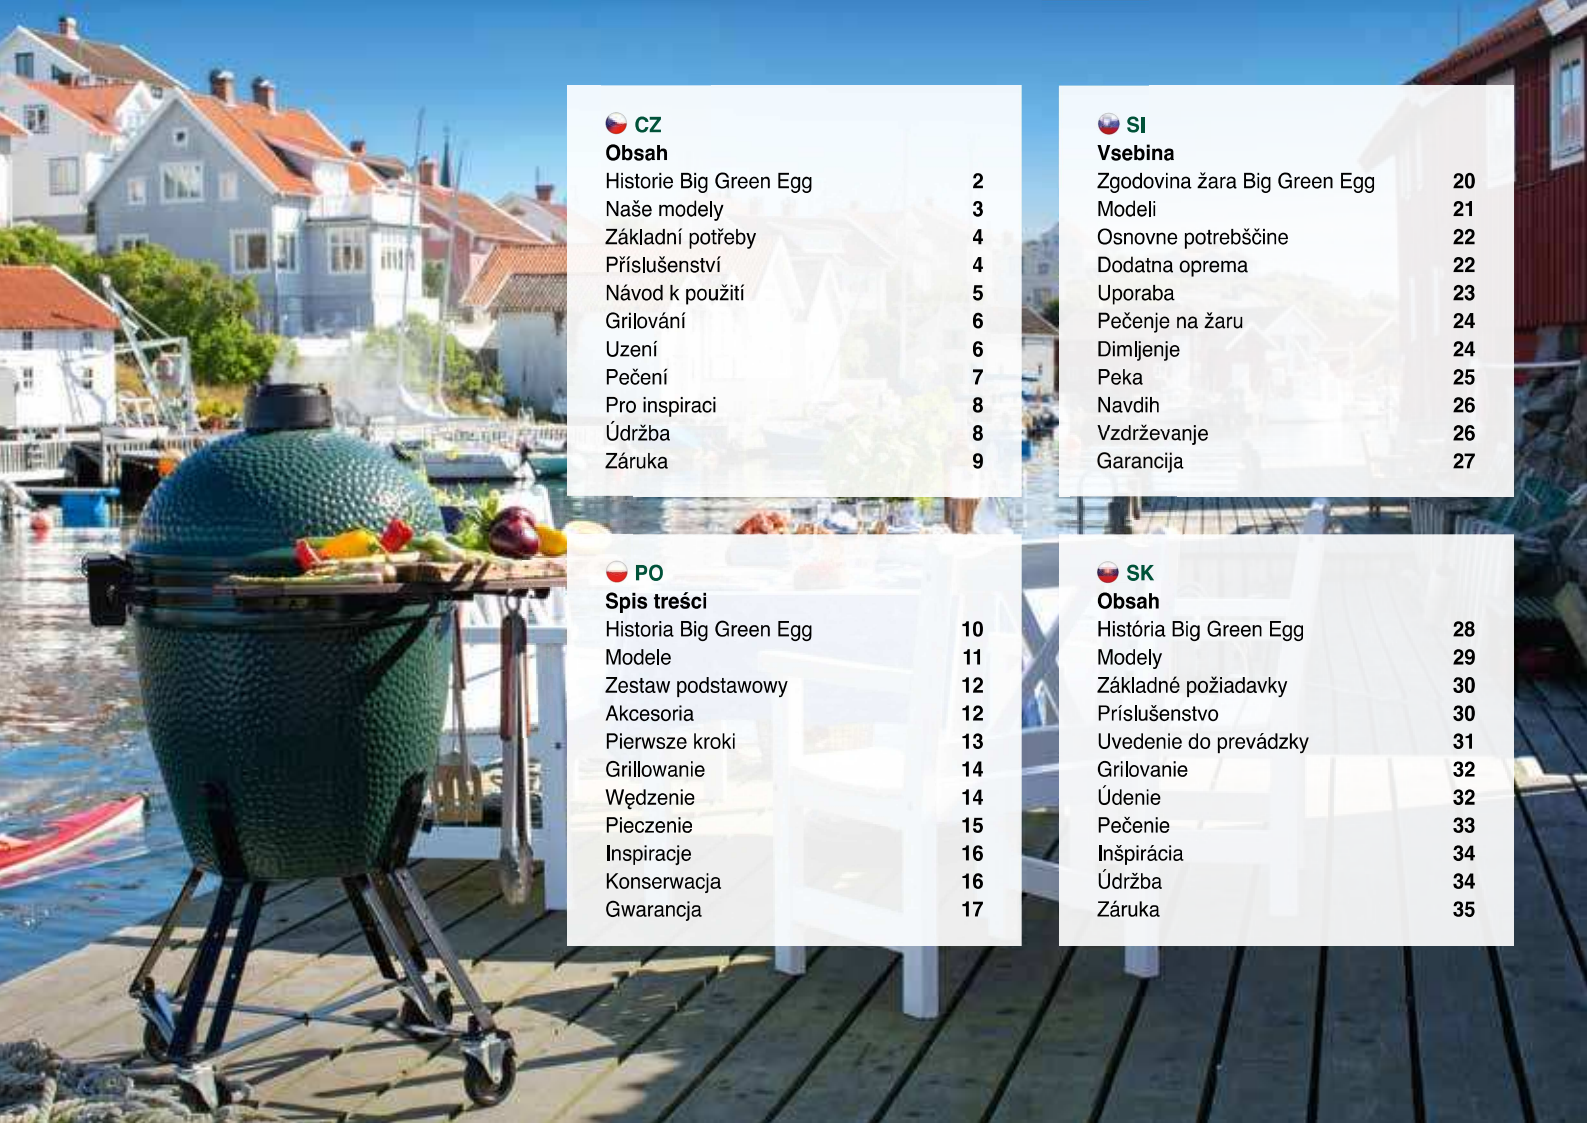 CZ
Obsah
Historie Big Green Egg 2
Naše modely 3
Základní potřeby 4
Příslušenství 4
Návod k použití 5
Grilování 6
Uzení 6
Pečení 7
Pro inspiraci 8
Údržba 8
Záruka 9
SI
Vsebina
Zgodovina žara Big Green Egg 20
Modeli 21
Osnovne potrebščine 22
Dodatna oprema 22
Uporaba 23
Pečenje na žaru 24
Dimljenje 24
Peka 25
Navdih 26
Vzdrževanje 26
Garancija 27
PO
Spis treści
Historia Big Green Egg 10
Modele 11
Zestaw podstawowy 12
Akcesoria 12
Pierwsze kroki 13
Grillowanie 14
Wędzenie 14
Pieczenie 15
Inspiracje 16
Konserwacja 16
Gwarancja 17
SK
Obsah
História Big Green Egg 28
Modely 29
Základné požiadavky 30
Príslušenstvo 30
Uvedenie do prevádzky 31
Grilovanie 32
Údenie 32
Pečenie 33
Inšpirácia 34
Údržba 34
Záruka 35